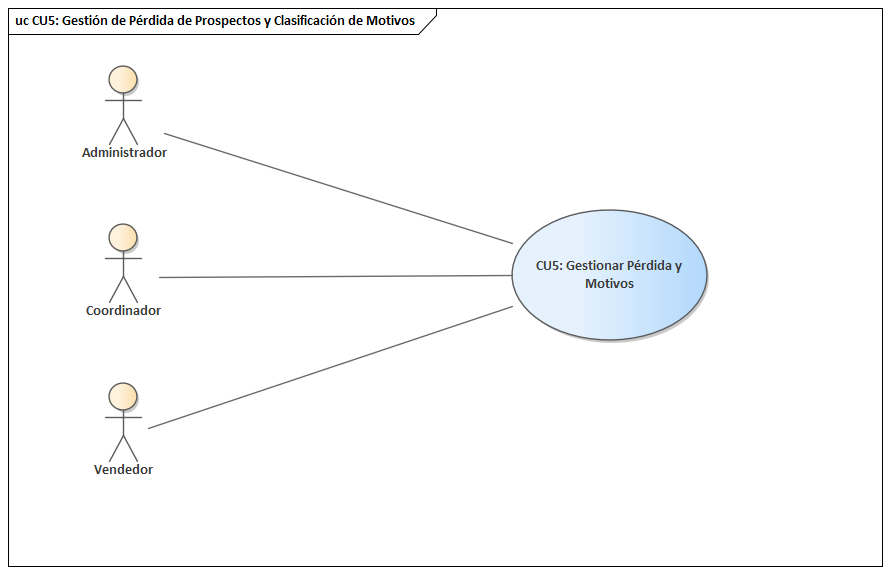 uc CU5: Gestión de Pérdida de Prospectos y Clasificación de Motivos
Administrador
Coordinador
CU5: Gestionar Pérdida y
Motivos
Vendedor